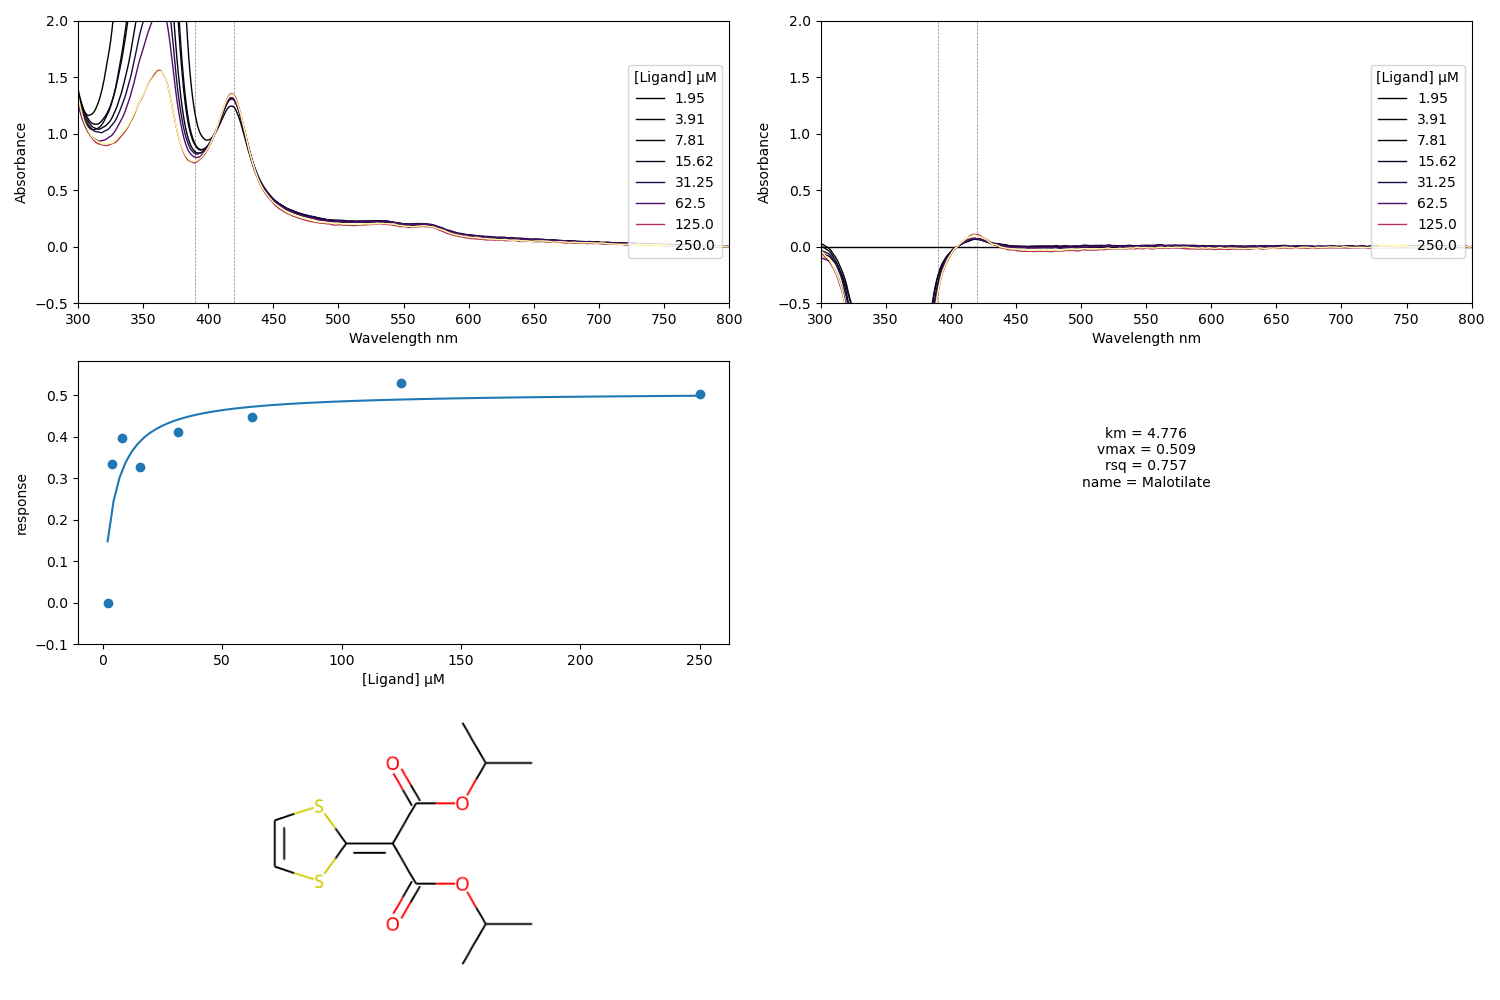 2.0
1.5
1.0
0.5
0.0
−0.5
Absorbance
300 350 400 450 500 550 600 650 700 750 800
Wavelength nm
[Ligand] μM
1.95
3.91
7.81
15.62
31.25
62.5
125.0
250.0
2.0
1.5
1.0
0.5
0.0
−0.5
Absorbance
300 350 400 450 500 550 600 650 700 750 800
Wavelength nm
[Ligand] μM
1.95
3.91
7.81
15.62
31.25
62.5
125.0
250.0
0.5
0.4
0.3
0.2
0.1
0.0
−0.1
response
0 50 100 150 200 250
[Ligand] μM
km = 4.776
vmax = 0.509
rsq = 0.757
name = Malotilate
O
S O
S O
O